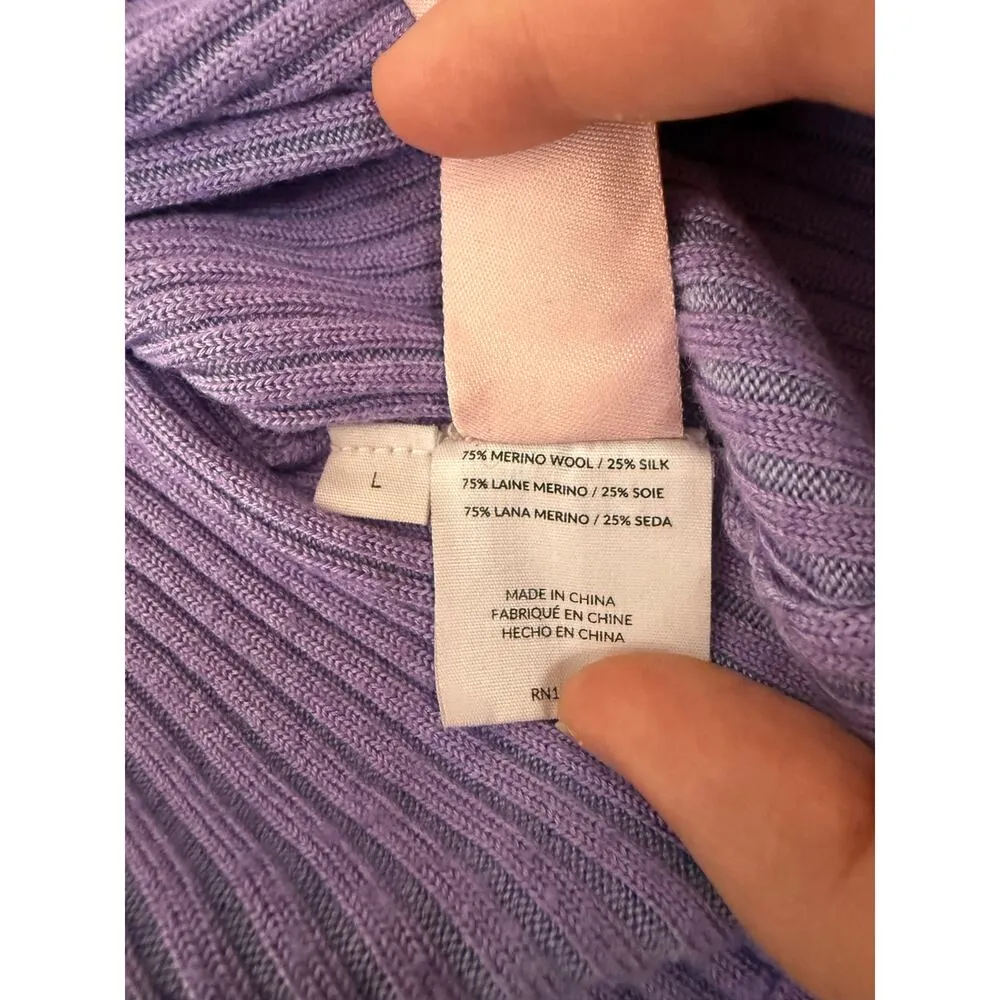 75% MERINO WOOL / 25% SILK
75% LAINE MERINO / 25% SOIE
75% LANA MERINO / 25% SEDA
L
MADE IN CHINA
FABRIQUÉ EN CHINE
HECHO EN CHINA
RN1